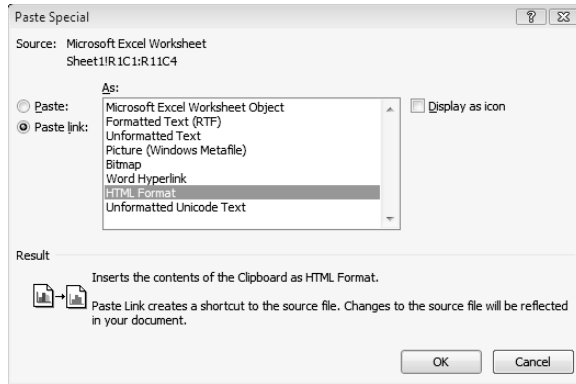 Paste Special
Source: Microsoft Excel Worksheet
Sheet1!R1C1:R11C4
As:
Paste:
Paste link:
Microsoft Excel Worksheet Object
Formatted Text (RTF)
Unformatted Text
Picture (Windows Metafile)
Bitmap
Word Hyperlink
HTML Format
Unformatted Unicode Text
Display as icon
Result
Inserts the contents of the Clipboard as HTML Format.
Paste Link creates a shortcut to the source file. Changes to the source file will be reflected
in your document.
OK Cancel